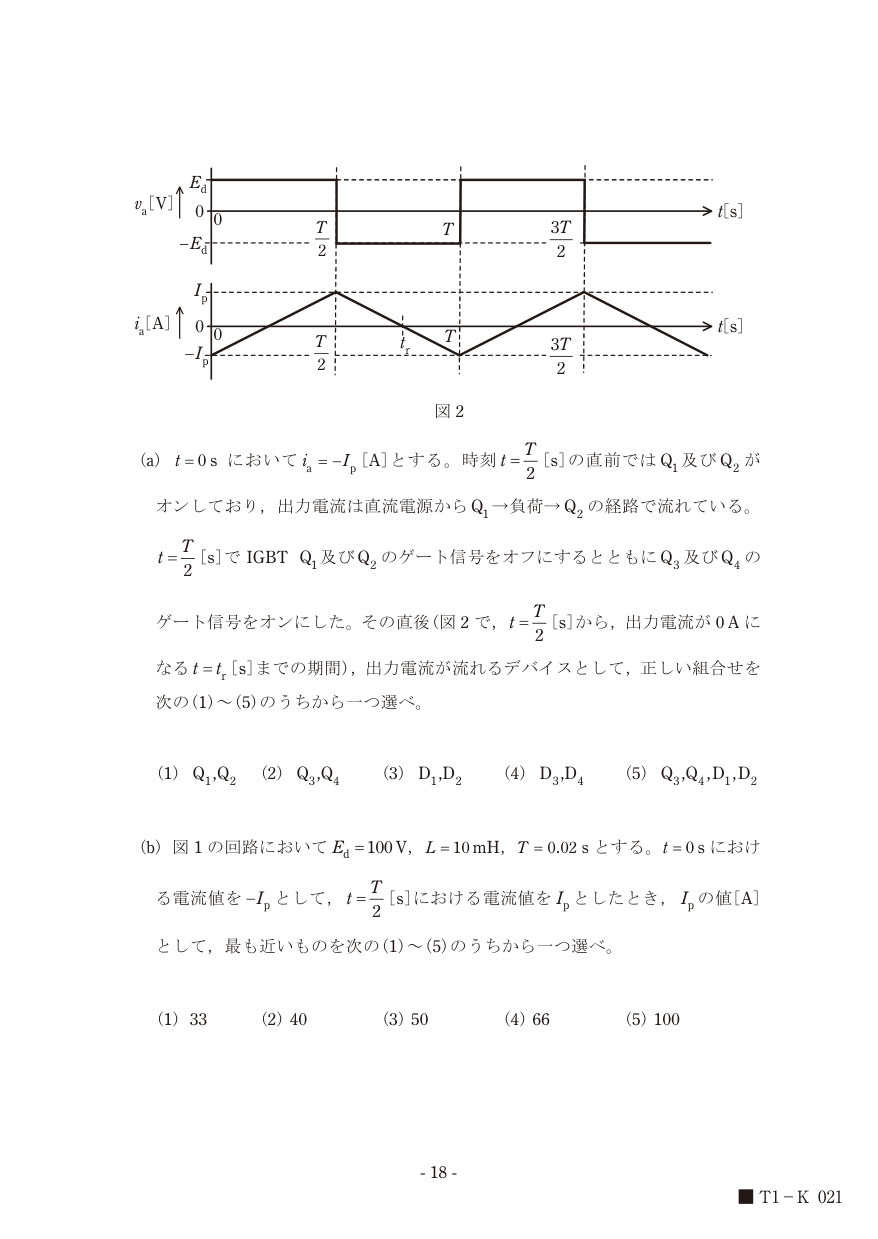 E_d
v_a[V]
0
0
T/2
T
3T/2
t[s]
−E_d
I_p
i_a[A]
0
0
T/2
t_r
T
3T/2
t[s]
−I_p
図2
(a) t=0 s において i_a = −I_p [A]とする。時刻 t=T/2 [s]の直前では Q_1 及び Q_2 が
オンしており，出力電流は直流電源から Q_1→負荷→Q_2 の経路で流れている。
t=T/2 [s]で IGBT Q_1 及び Q_2 のゲート信号をオフにするとともに Q_3 及び Q_4 の
ゲート信号をオンにした。その直後(図2で，t=T/2 [s]から，出力電流が 0 A に
なる t=t_r [s]までの期間)，出力電流が流れるデバイスとして，正しい組合せを
次の(1)～(5)のうちから一つ選べ。
(1) Q_1,Q_2 (2) Q_3,Q_4 (3) D_1,D_2 (4) D_3,D_4 (5) Q_3,Q_4,D_1,D_2
(b) 図1の回路において E_d =100 V，L =10 mH，T = 0.02 s とする。t=0 s におけ
る電流値を −I_p として，t=T/2 [s]における電流値を I_p としたとき，I_p の値[A]
として，最も近いものを次の(1)～(5)のうちから一つ選べ。
(1) 33 (2) 40 (3) 50 (4) 66 (5) 100
- 18 -
■ T1－K 021